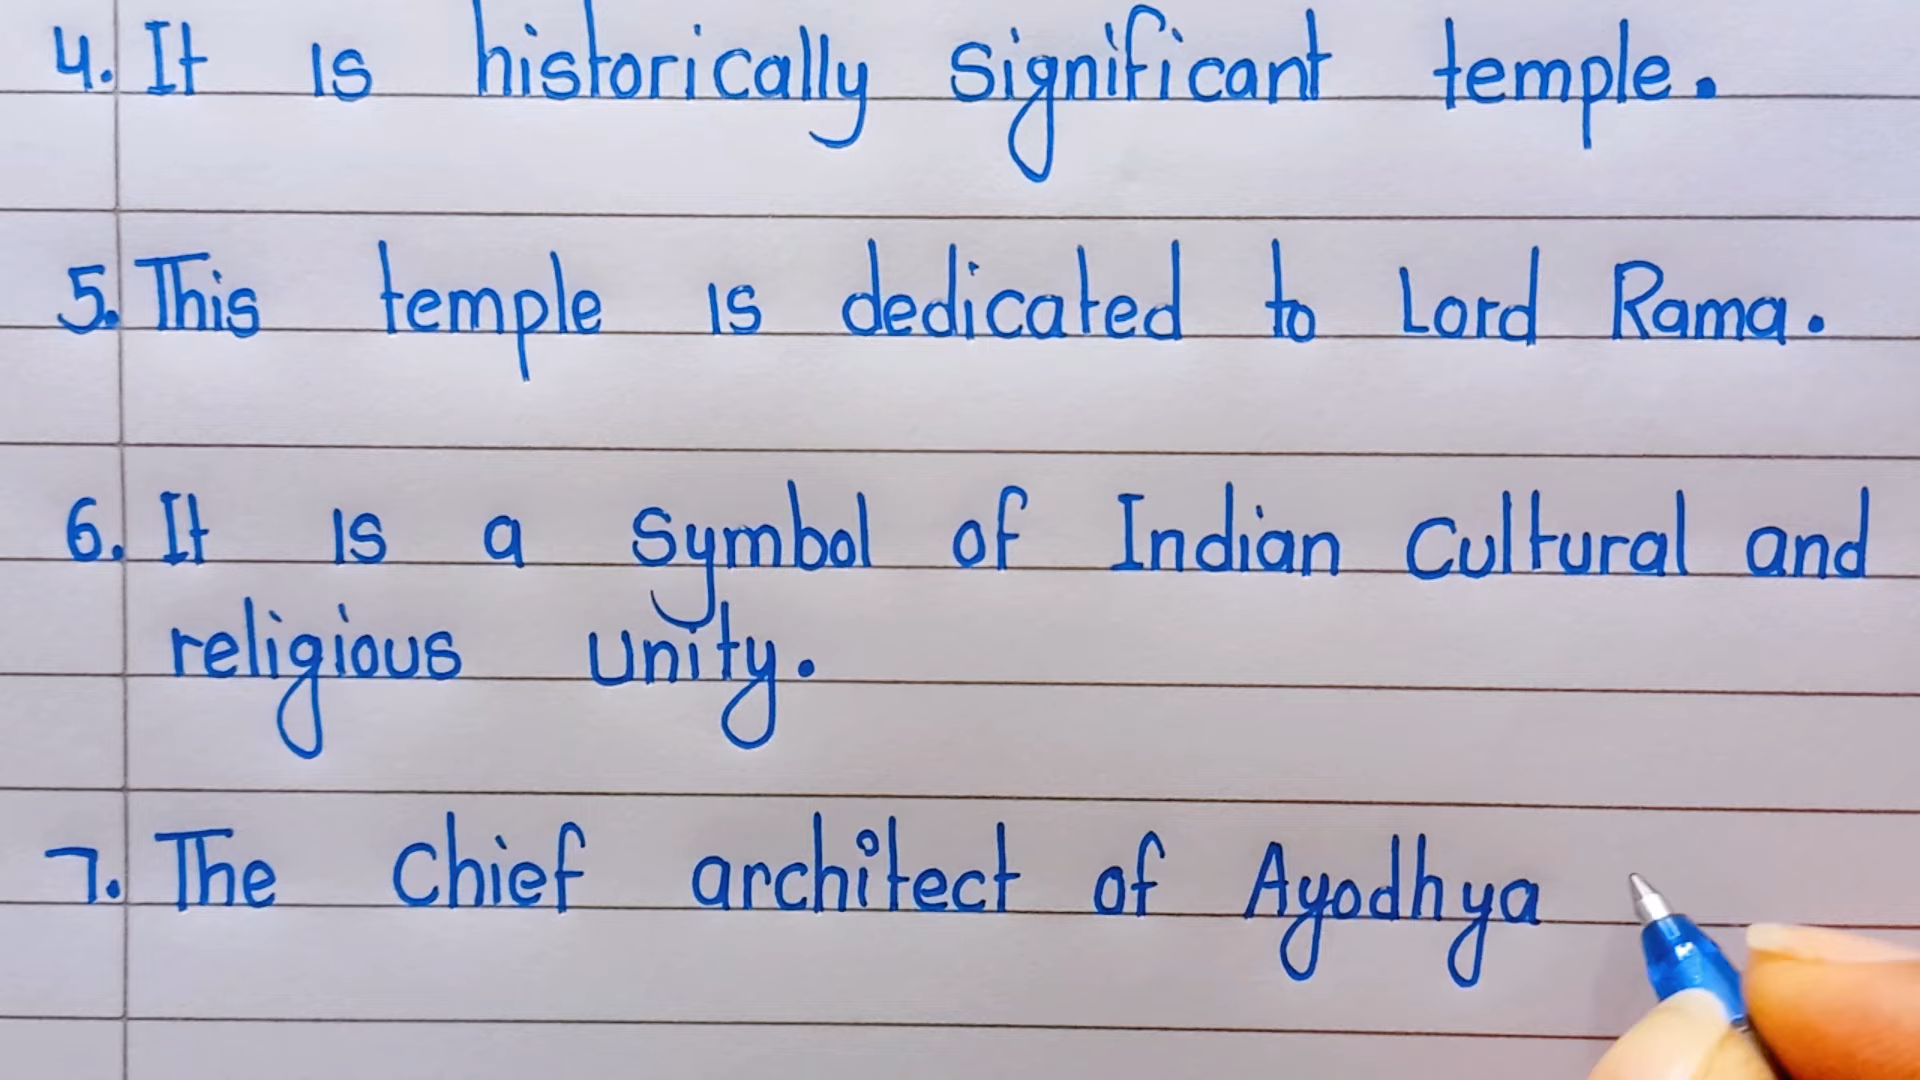 4. It is historically significant temple.
5. This temple is dedicated to Lord Rama.
6. It is a symbol of Indian Cultural and
religious unity.
7. The Chief architect of Ayodhya